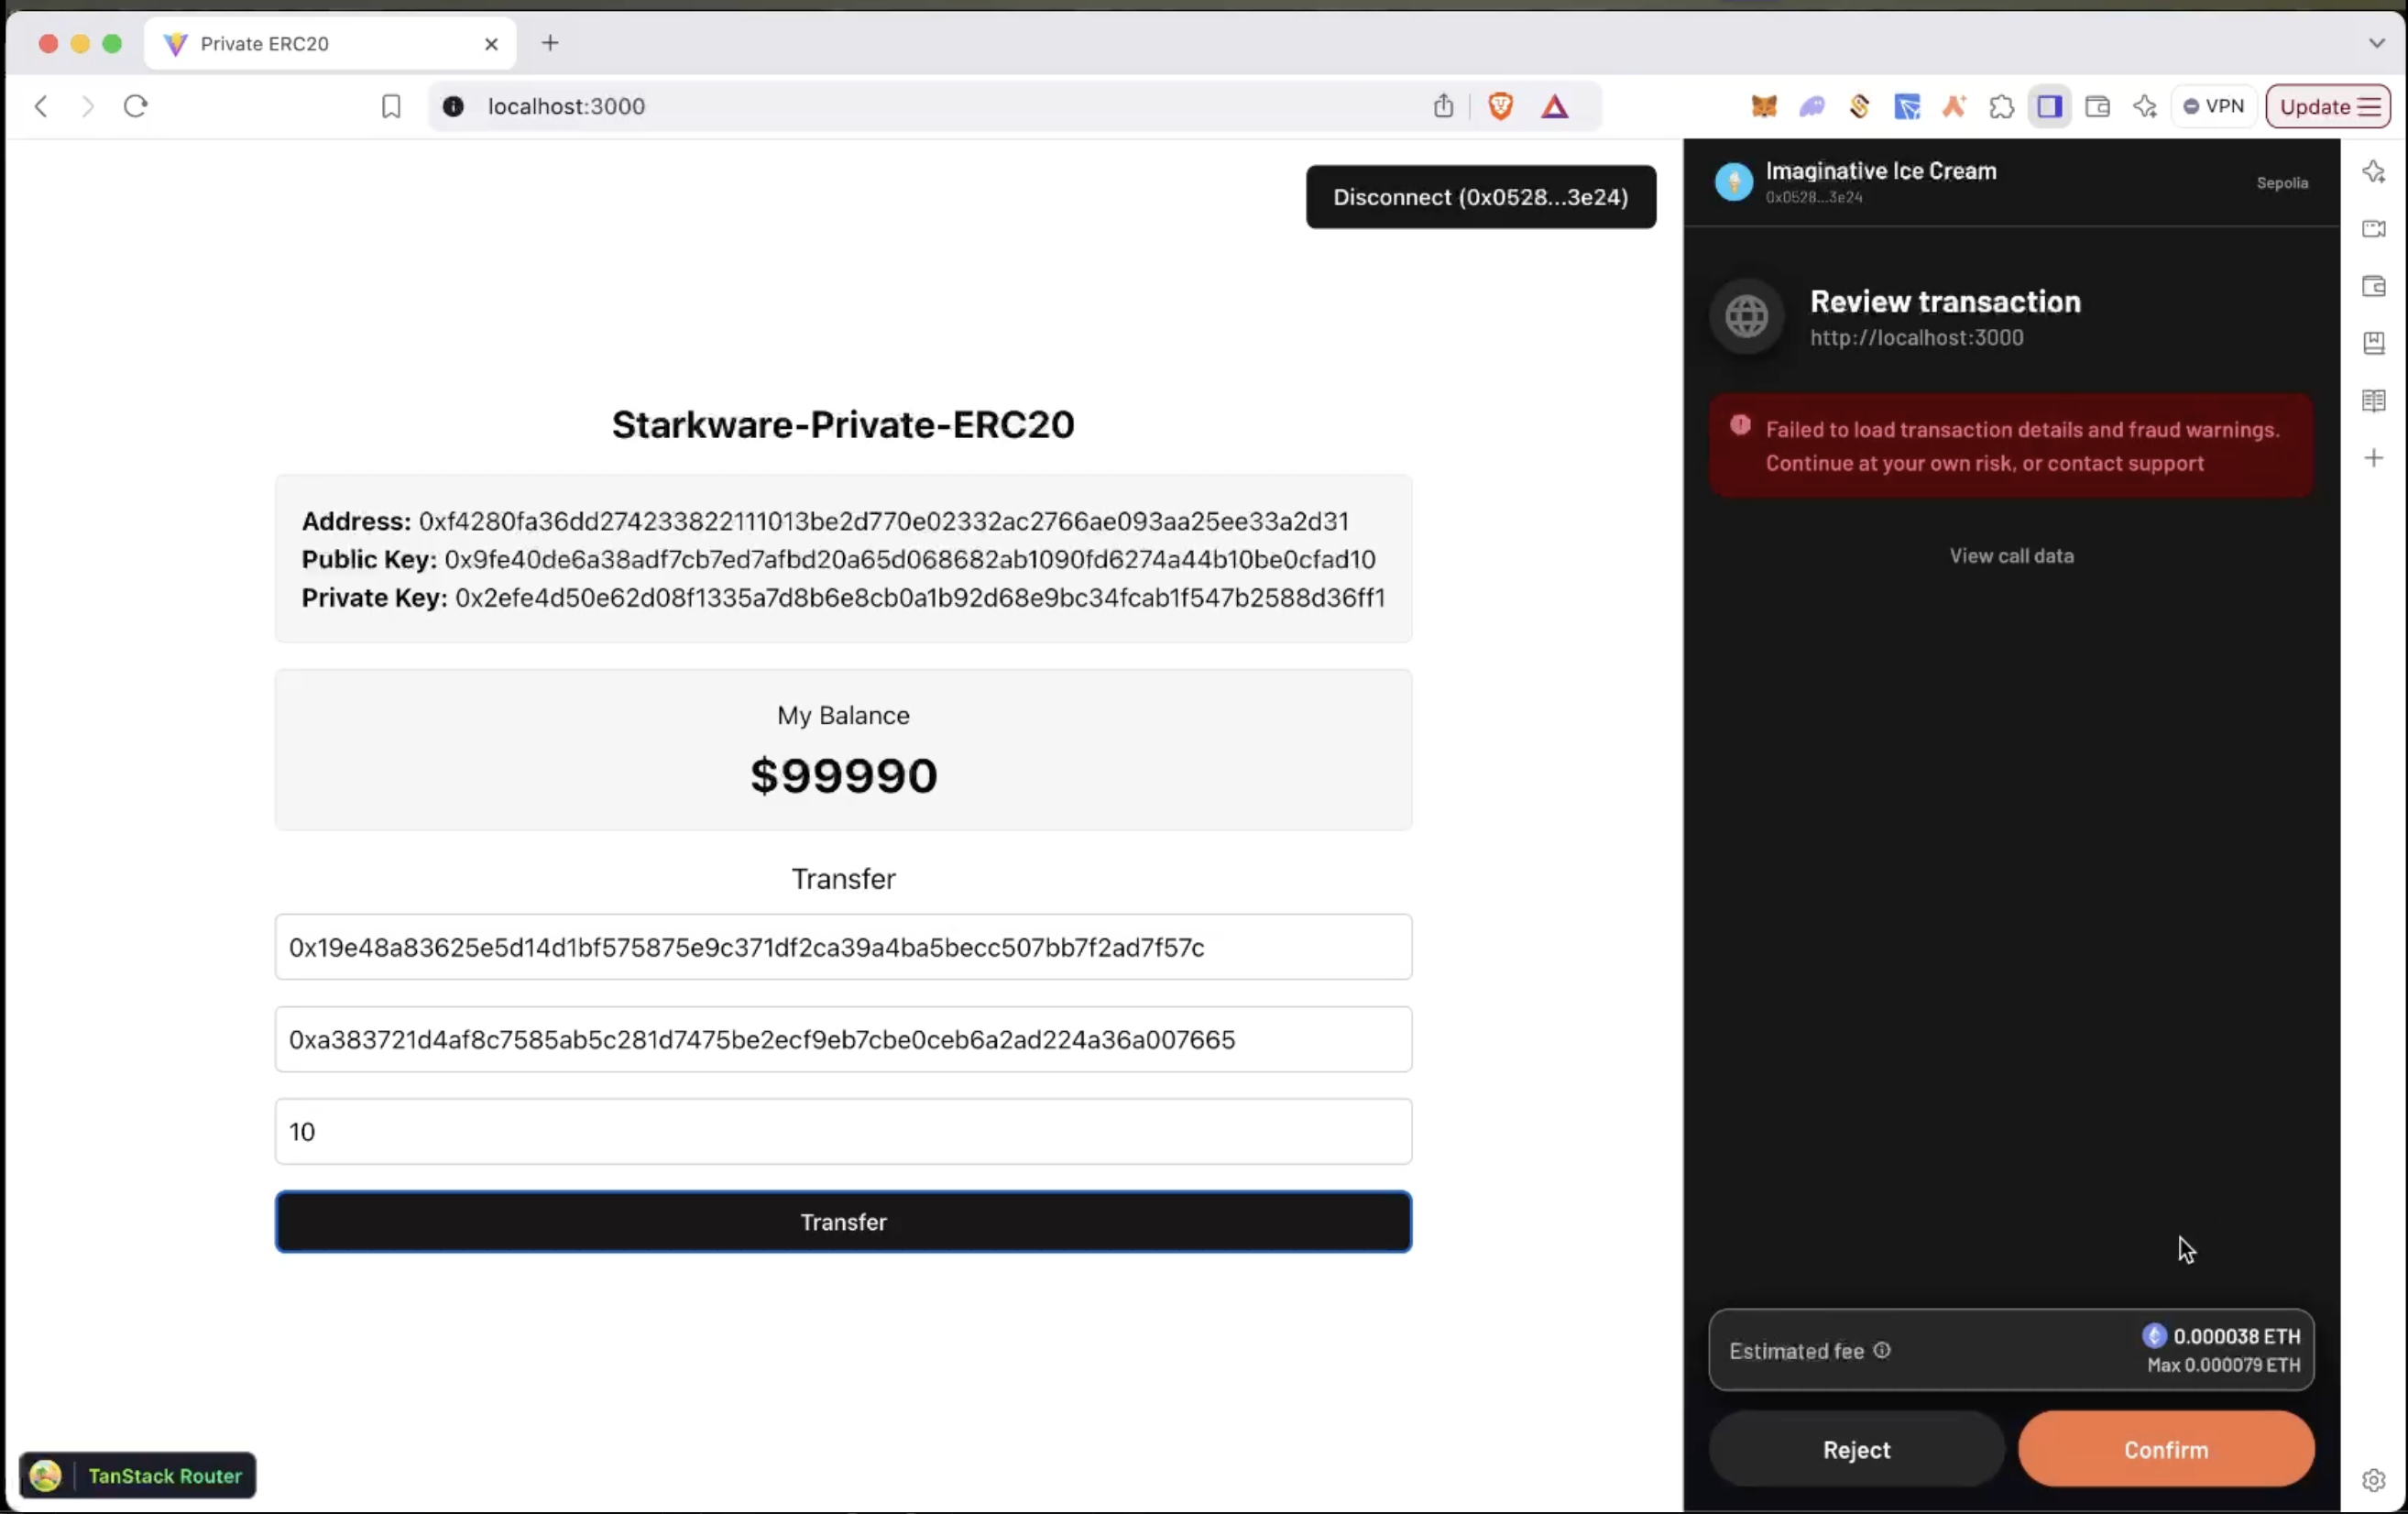 Private ERC20
localhost:3000
VPN
Update
Disconnect (0x0528...3e24)
Starkware-Private-ERC20
Address: 0xf4280fa36dd274233822111013be2d770e02332ac2766ae093aa25ee33a2d31
Public Key: 0x9fe40de6a38adf7cb7ed7afbd20a65d068682ab1090fd6274a44b10be0cfad10
Private Key: 0x2efe4d50e62d08f1335a7d8b6e8cb0a1b92d68e9bc34fcab1f547b2588d36ff1
My Balance
$99990
Transfer
0x19e48a83625e5d14d1bf575875e9c371df2ca39a4ba5becc507bb7f2ad7f57c
0xa383721d4af8c7585ab5c281d7475be2ecf9eb7cbe0ceb6a2ad224a36a007665
10
Transfer
TanStack Router
Imaginative Ice Cream
0x0528...3e24
Sepolia
Review transaction
http://localhost:3000
Failed to load transaction details and fraud warnings.
Continue at your own risk, or contact support
View call data
Estimated fee
0.000038 ETH
Max 0.000079 ETH
Reject
Confirm